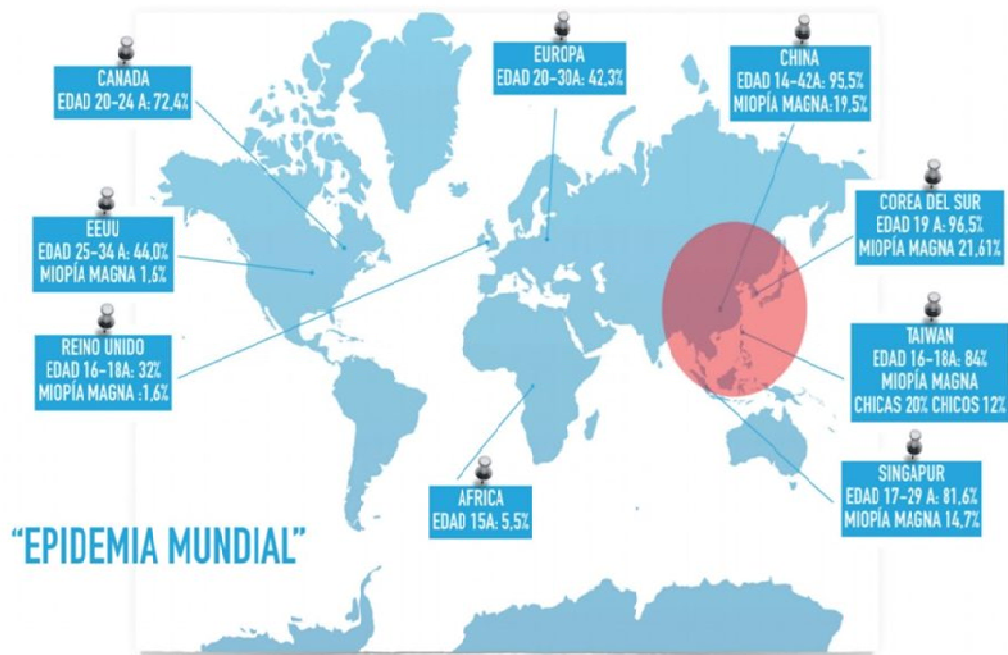 CANADA
EDAD 20-24 A: 72,4%
EUROPA
EDAD 20-30A: 42,3%
CHINA
EDAD 14-42A: 95,5%
MIOPÍA MAGNA:19,5%
EEUU
EDAD 25-34 A: 44,0%
MIOPÍA MAGNA 1,6%
COREA DEL SUR
EDAD 19 A: 96,5%
MIOPÍA MAGNA 21,61%
REINO UNIDO
EDAD 16-18A: 32%
MIOPÍA MAGNA :1,6%
TAIWAN
EDAD 16-18A: 84%
MIOPÍA MAGNA
CHICAS 20% CHICOS 12%
AFRICA
EDAD 15A: 5,5%
SINGAPUR
EDAD 17-29 A: 81,6%
MIOPÍA MAGNA 14,7%
"EPIDEMIA MUNDIAL"